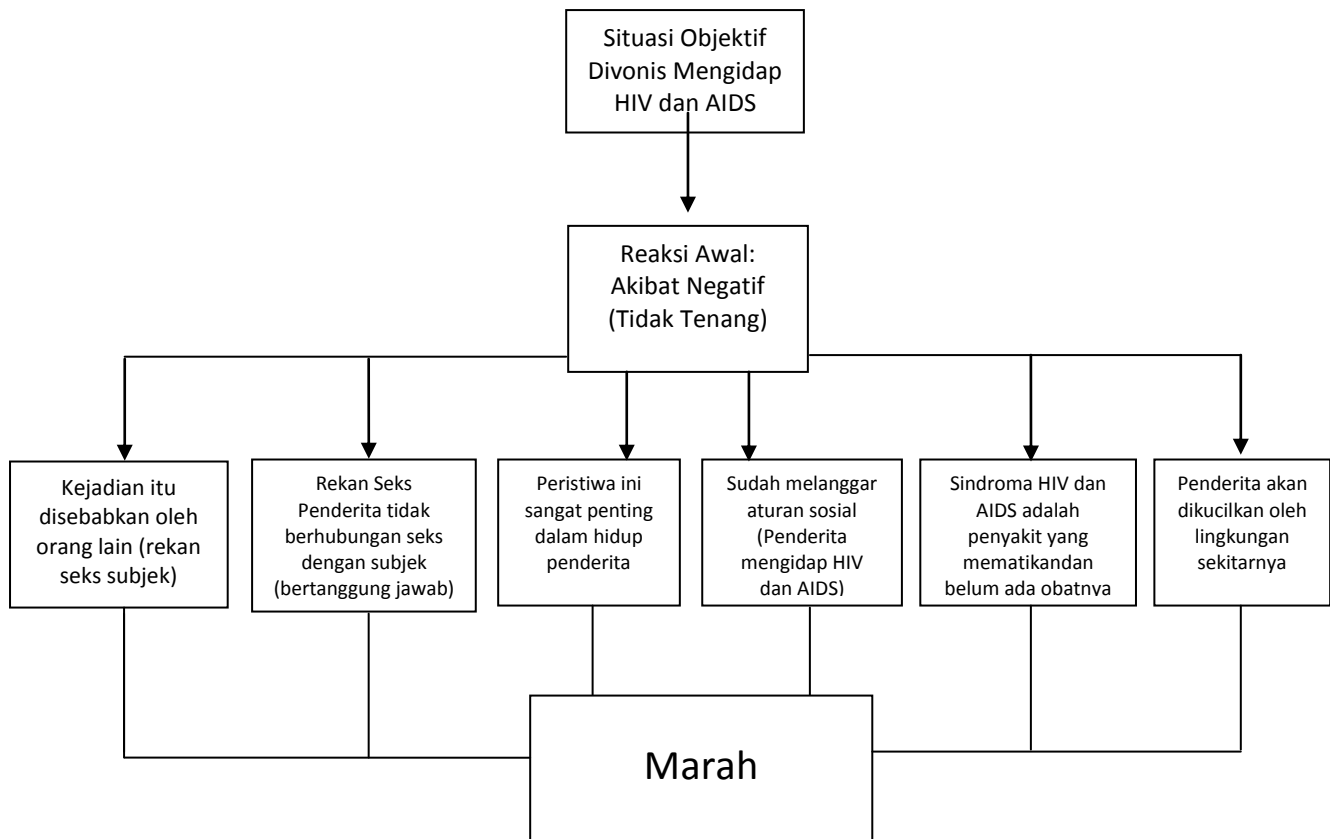 Situasi Objektif
Divonis Mengidap
HIV dan AIDS
Reaksi Awal:
Akibat Negatif
(Tidak Tenang)
Kejadian itu
disebabkan oleh
orang lain (rekan
seks subjek)
Rekan Seks
Penderita tidak
berhubungan seks
dengan subjek
(bertanggung jawab)
Peristiwa ini
sangat penting
dalam hidup
penderita
Sudah melanggar
aturan sosial
(Penderita
mengidap HIV
dan AIDS)
Sindroma HIV dan
AIDS adalah
penyakit yang
mematikandan
belum ada obatnya
Penderita akan
dikucilkan oleh
lingkungan
sekitarnya
Marah